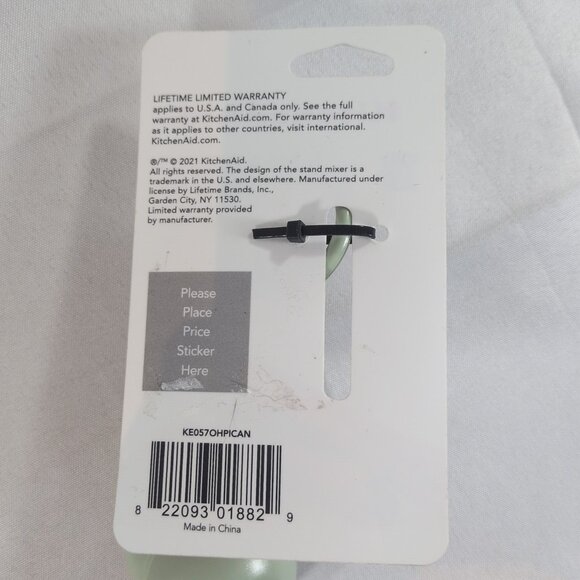 LIFETIME LIMITED WARRANTY
applies to U.S.A. and Canada only. See the full
warranty at KitchenAid.com. For warranty information
as it applies to other countries, visit international.
KitchenAid.com.
®/™ © 2021 KitchenAid.
All rights reserved. The design of the stand mixer is a
trademark in the U.S. and elsewhere. Manufactured under
license by Lifetime Brands, Inc.,
Garden City, NY 11530.
Limited warranty provided
by manufacturer.
Please
Place
Price
Sticker
Here
KE057OHPICAN
8 22093 01882 9
Made in China